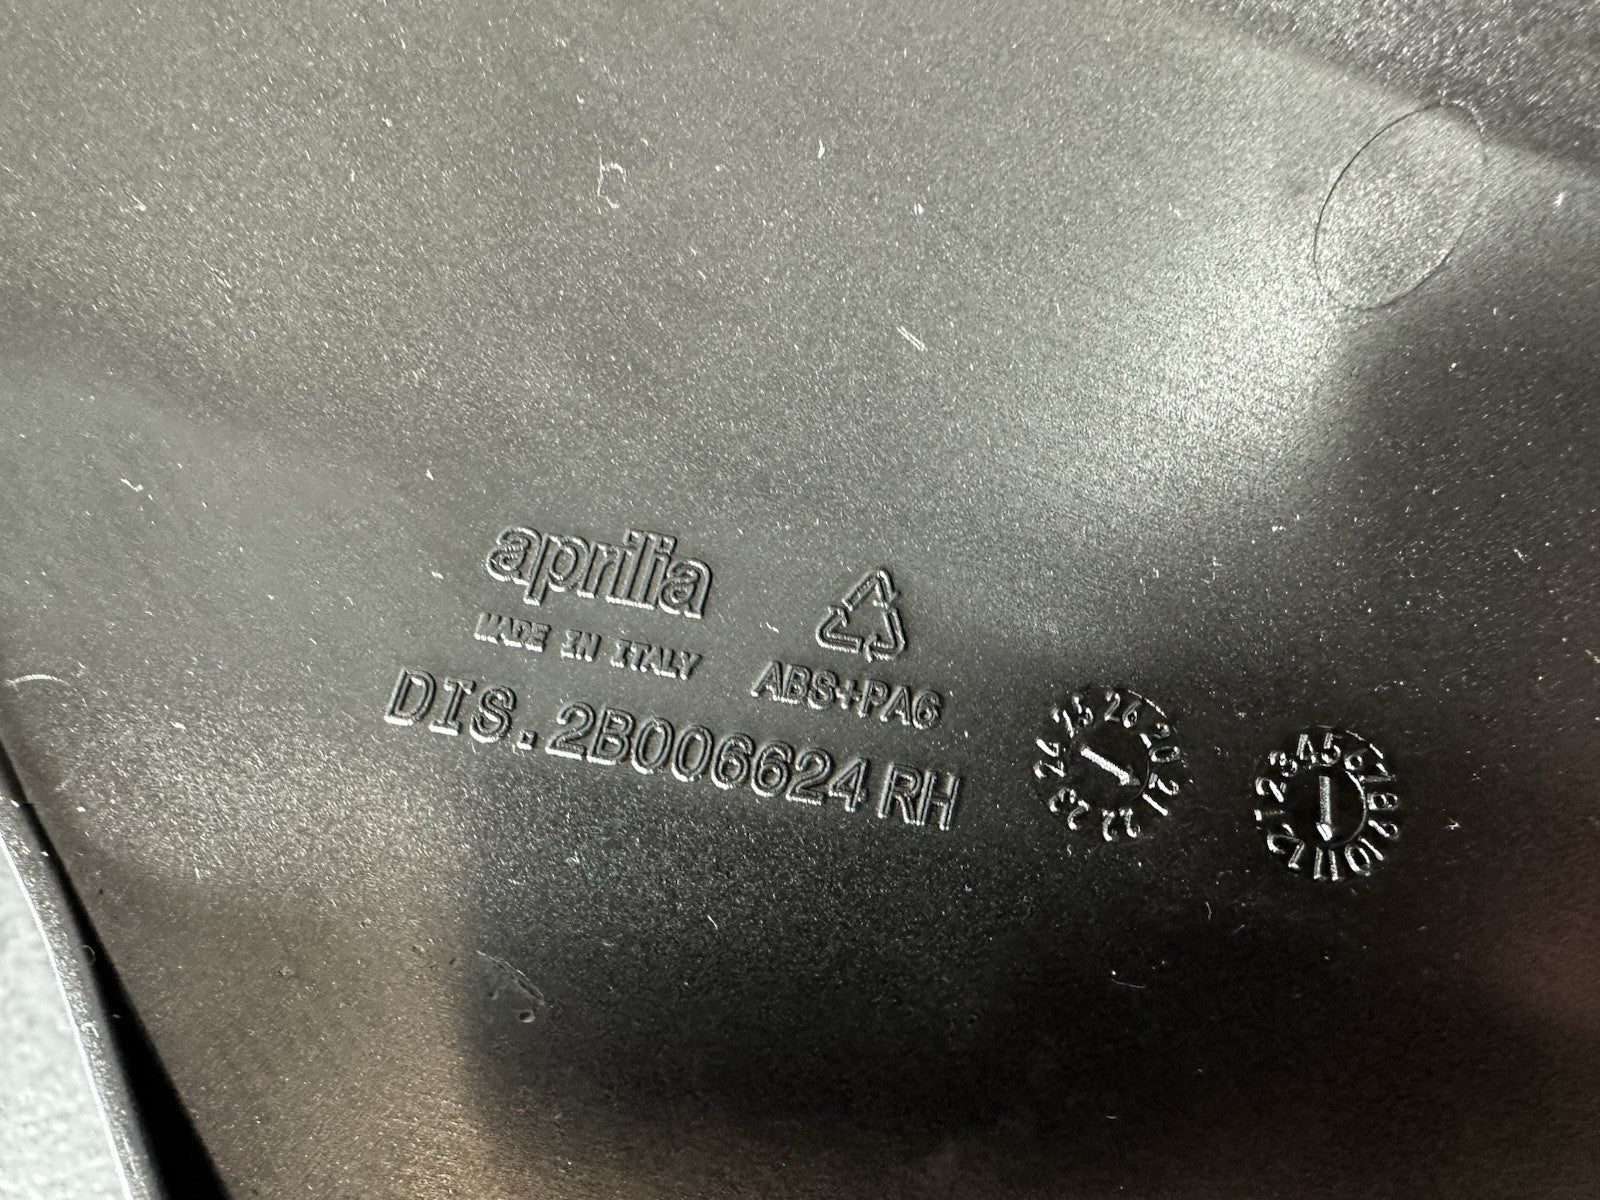 aprilia
MADE IN ITALY
ABS+PA6
DIS.2B006624 RH
20 21 22 23 24 25 26
1 2 3 4 5 6 7 8 9 10 11 12